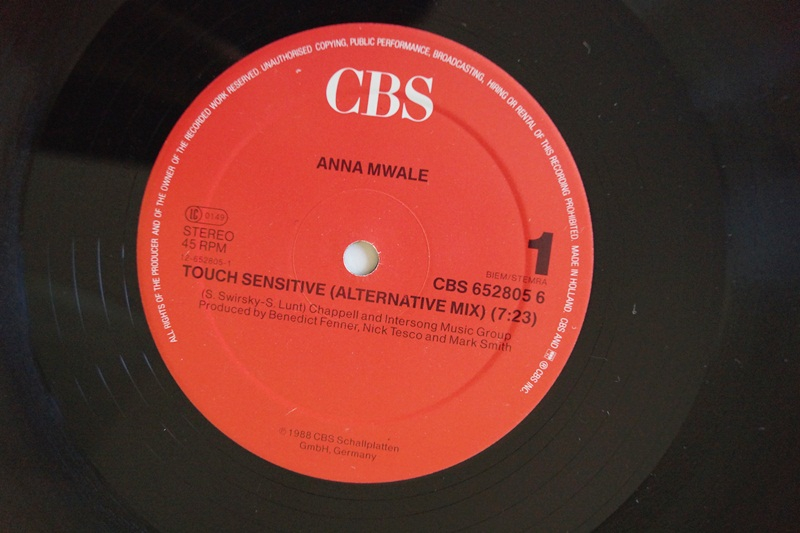 ALL RIGHTS OF THE PRODUCER AND OF THE OWNER OF THE RECORDED WORK RESERVED. UNAUTHORISED COPYING, PUBLIC PERFORMANCE, BROADCASTING, HIRING OR RENTAL OF THIS RECORDING PROHIBITED. MADE IN HOLLAND. CBS AND ℗ © CBS INC.
CBS
ANNA MWALE
LC 0149
STEREO
45 RPM
12-652805-1
1
BIEM/STEMRA
CBS 652805 6
TOUCH SENSITIVE (ALTERNATIVE MIX) (7:23)
(S. Swirsky-S. Lunt) Chappell and Intersong Music Group
Produced by Benedict Fenner, Nick Tesco and Mark Smith
℗ 1988 CBS Schallplatten
GmbH, Germany